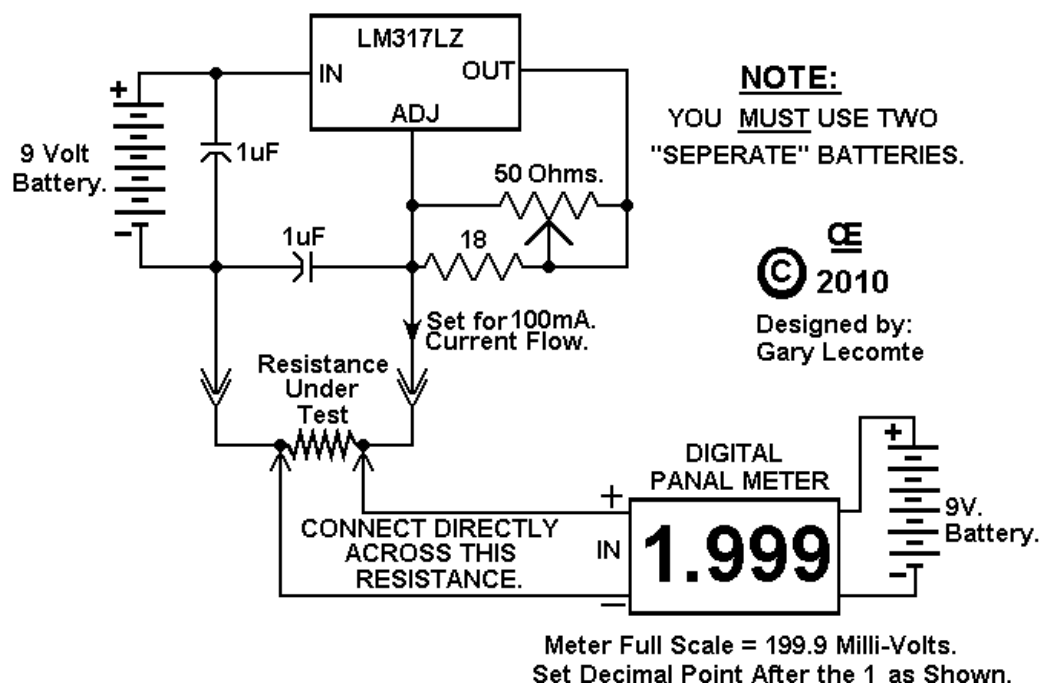 LM317LZ
IN
OUT
ADJ
+
9 Volt
Battery.
-
1uF
1uF
50 Ohms.
18
Set for 100mA.
Current Flow.
Resistance
Under
Test
NOTE:
YOU MUST USE TWO
"SEPERATE" BATTERIES.
Œ
© 2010
Designed by:
Gary Lecomte
DIGITAL
PANAL METER
+
IN
-
1.999
+
9V.
Battery.
-
CONNECT DIRECTLY
ACROSS THIS
RESISTANCE.
Meter Full Scale = 199.9 Milli-Volts.
Set Decimal Point After the 1 as Shown.